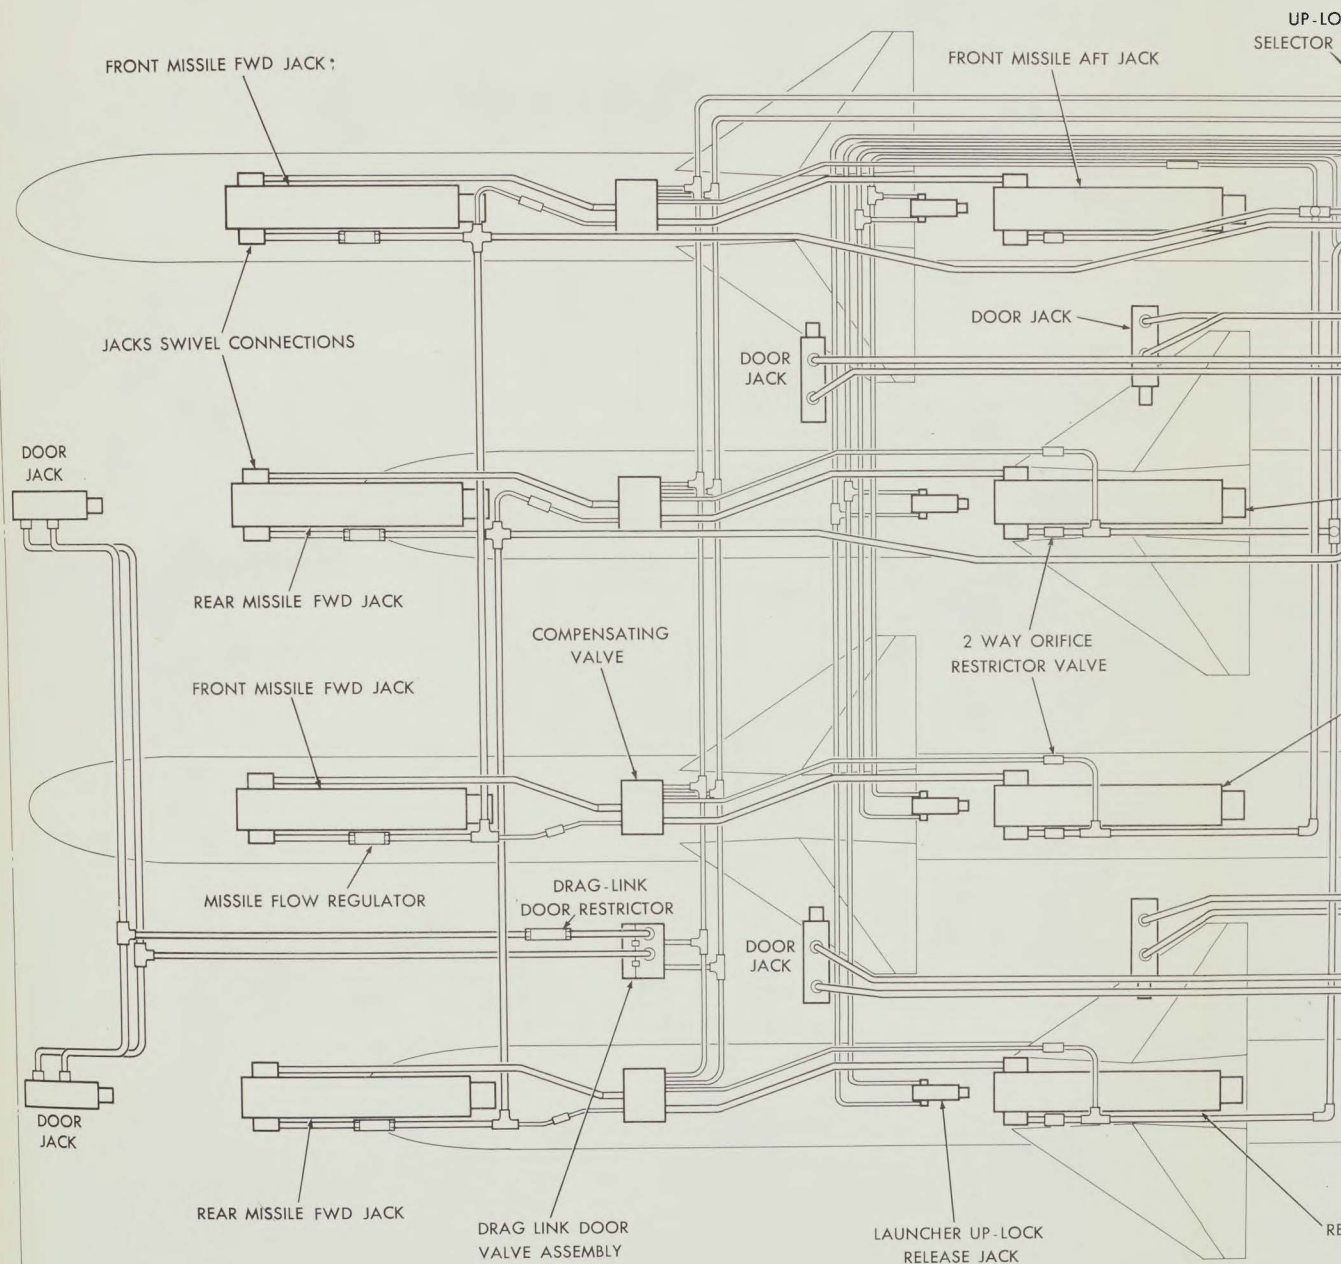 UP-LO
SELECTOR
FRONT MISSILE FWD JACK
FRONT MISSILE AFT JACK
JACKS SWIVEL CONNECTIONS
DOOR JACK
DOOR
JACK
DOOR
JACK
REAR MISSILE FWD JACK
COMPENSATING
VALVE
2 WAY ORIFICE
RESTRICTOR VALVE
FRONT MISSILE FWD JACK
MISSILE FLOW REGULATOR
DRAG-LINK
DOOR RESTRICTOR
DOOR
JACK
DOOR
JACK
REAR MISSILE FWD JACK
DRAG LINK DOOR
VALVE ASSEMBLY
LAUNCHER UP-LOCK
RELEASE JACK
RE